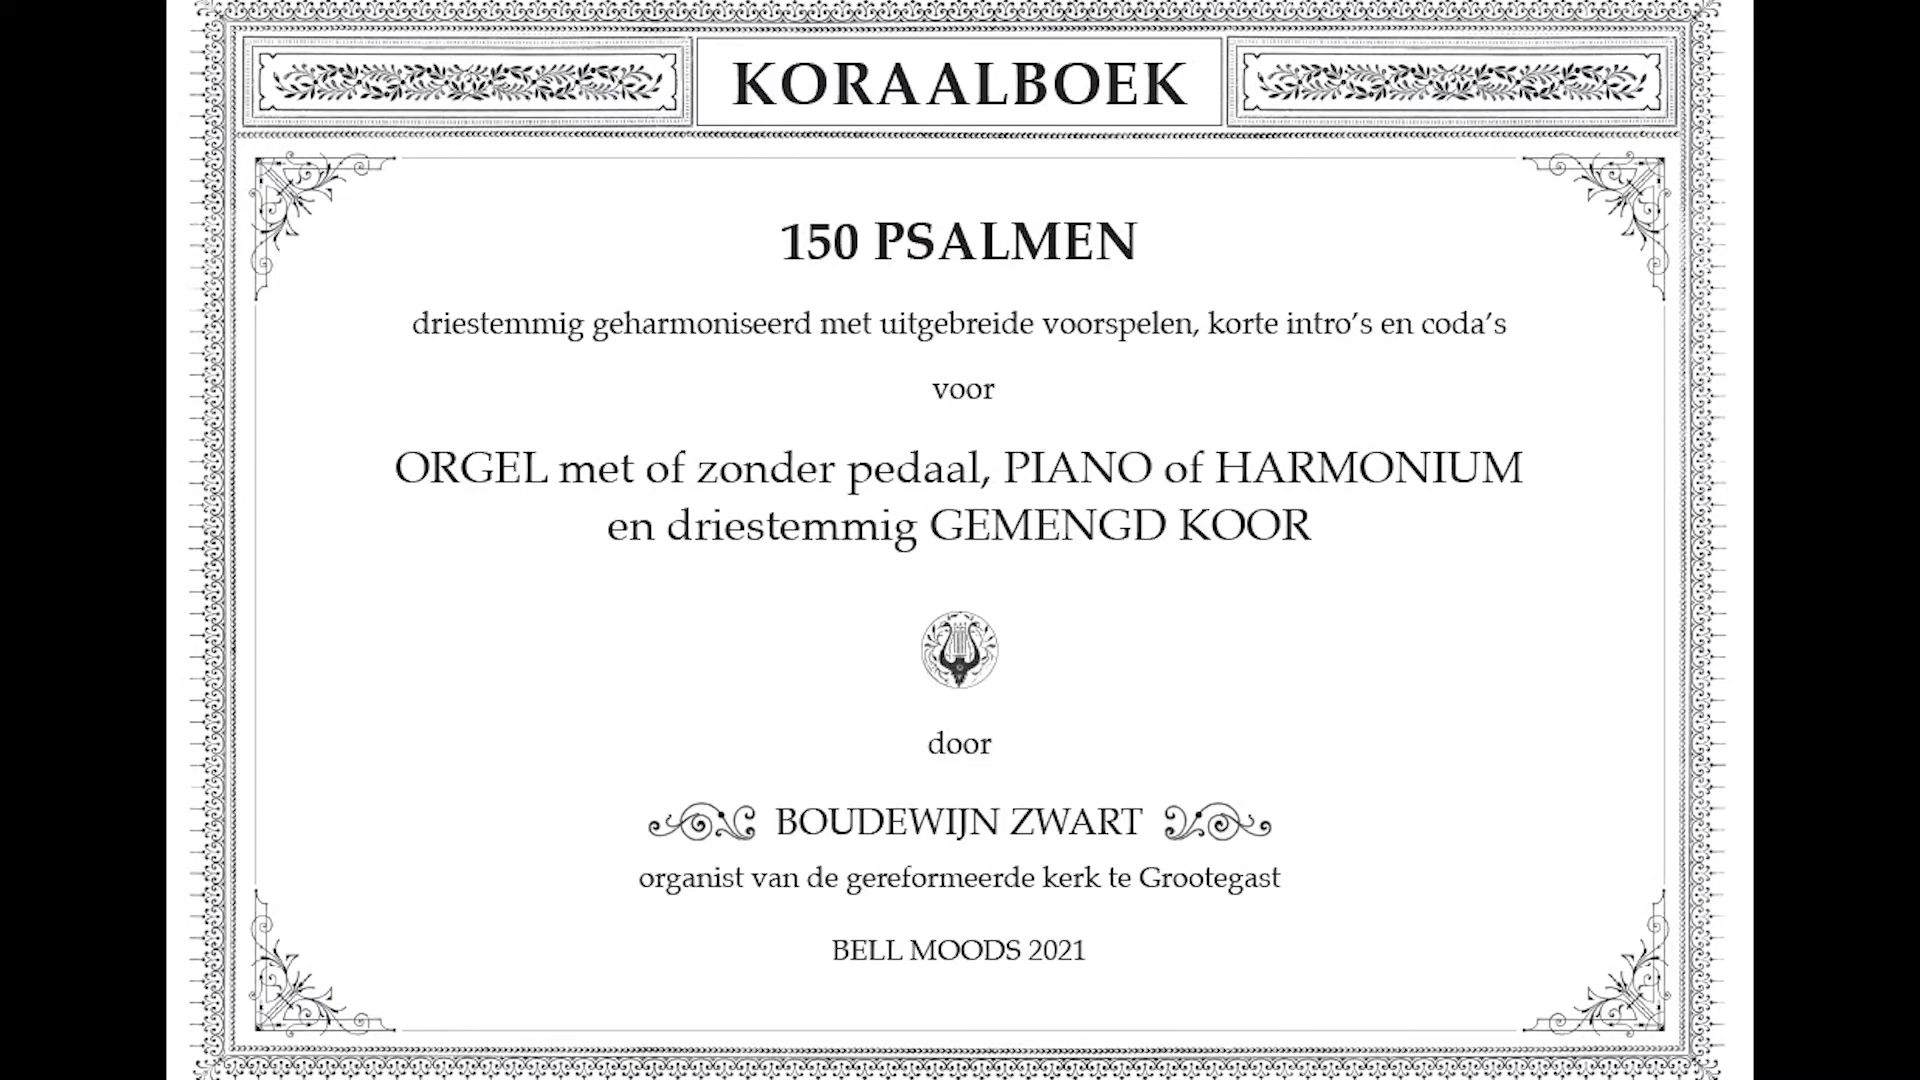 KORAALBOEK
150 PSALMEN
driestemmig geharmoniseerd met uitgebreide voorspelen, korte intro's en coda's
voor
ORGEL met of zonder pedaal, PIANO of HARMONIUM
en driestemmig GEMENGD KOOR
door
BOUDEWIJN ZWART
organist van de gereformeerde kerk te Grootegast
BELL MOODS 2021